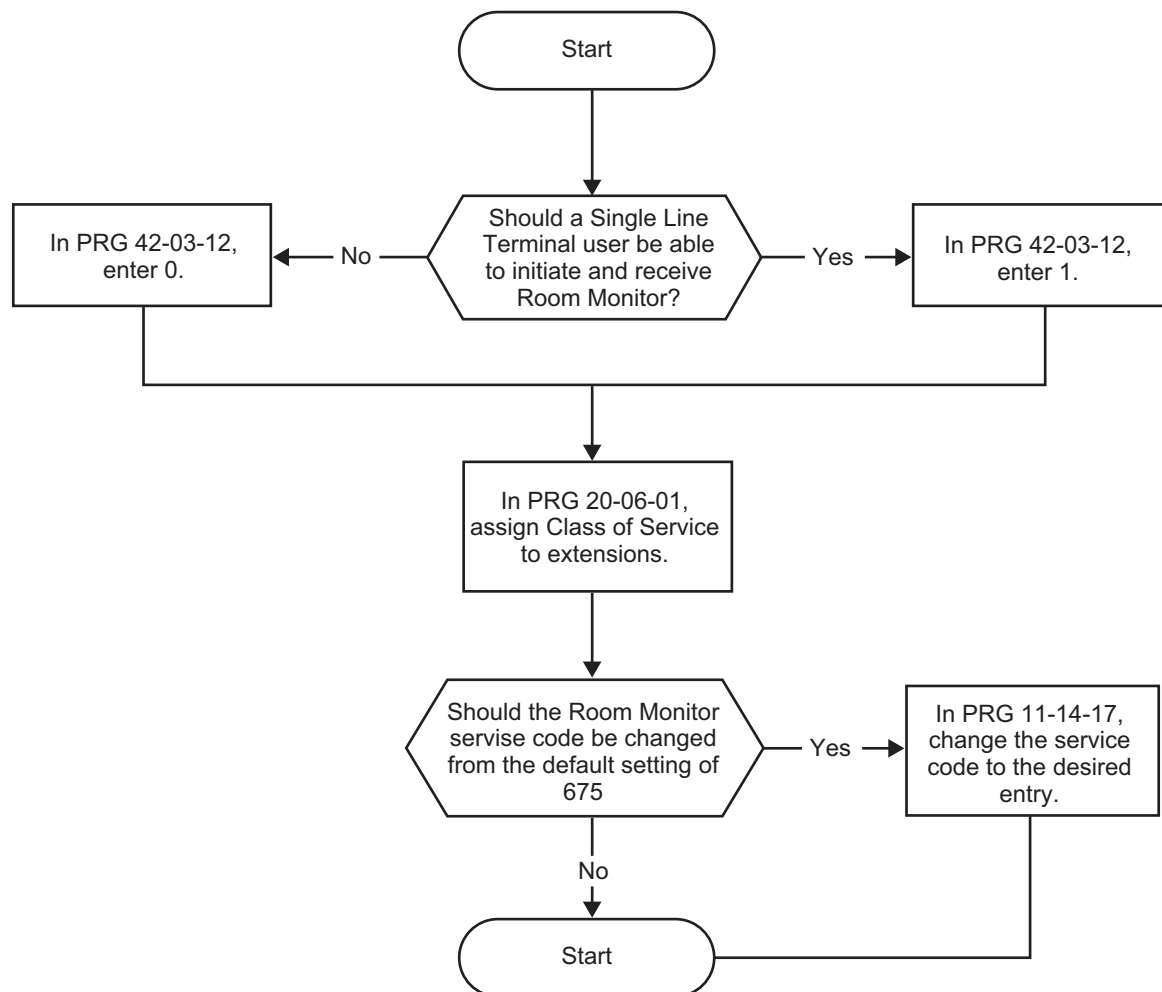 Start
Should a Single Line
Terminal user be able
to initiate and receive
Room Monitor?
No
Yes
In PRG 42-03-12,
enter 0.
In PRG 42-03-12,
enter 1.
In PRG 20-06-01,
assign Class of Service
to extensions.
Should the Room Monitor
servise code be changed
from the default setting of
675
Yes
In PRG 11-14-17,
change the service
code to the desired
entry.
No
Start